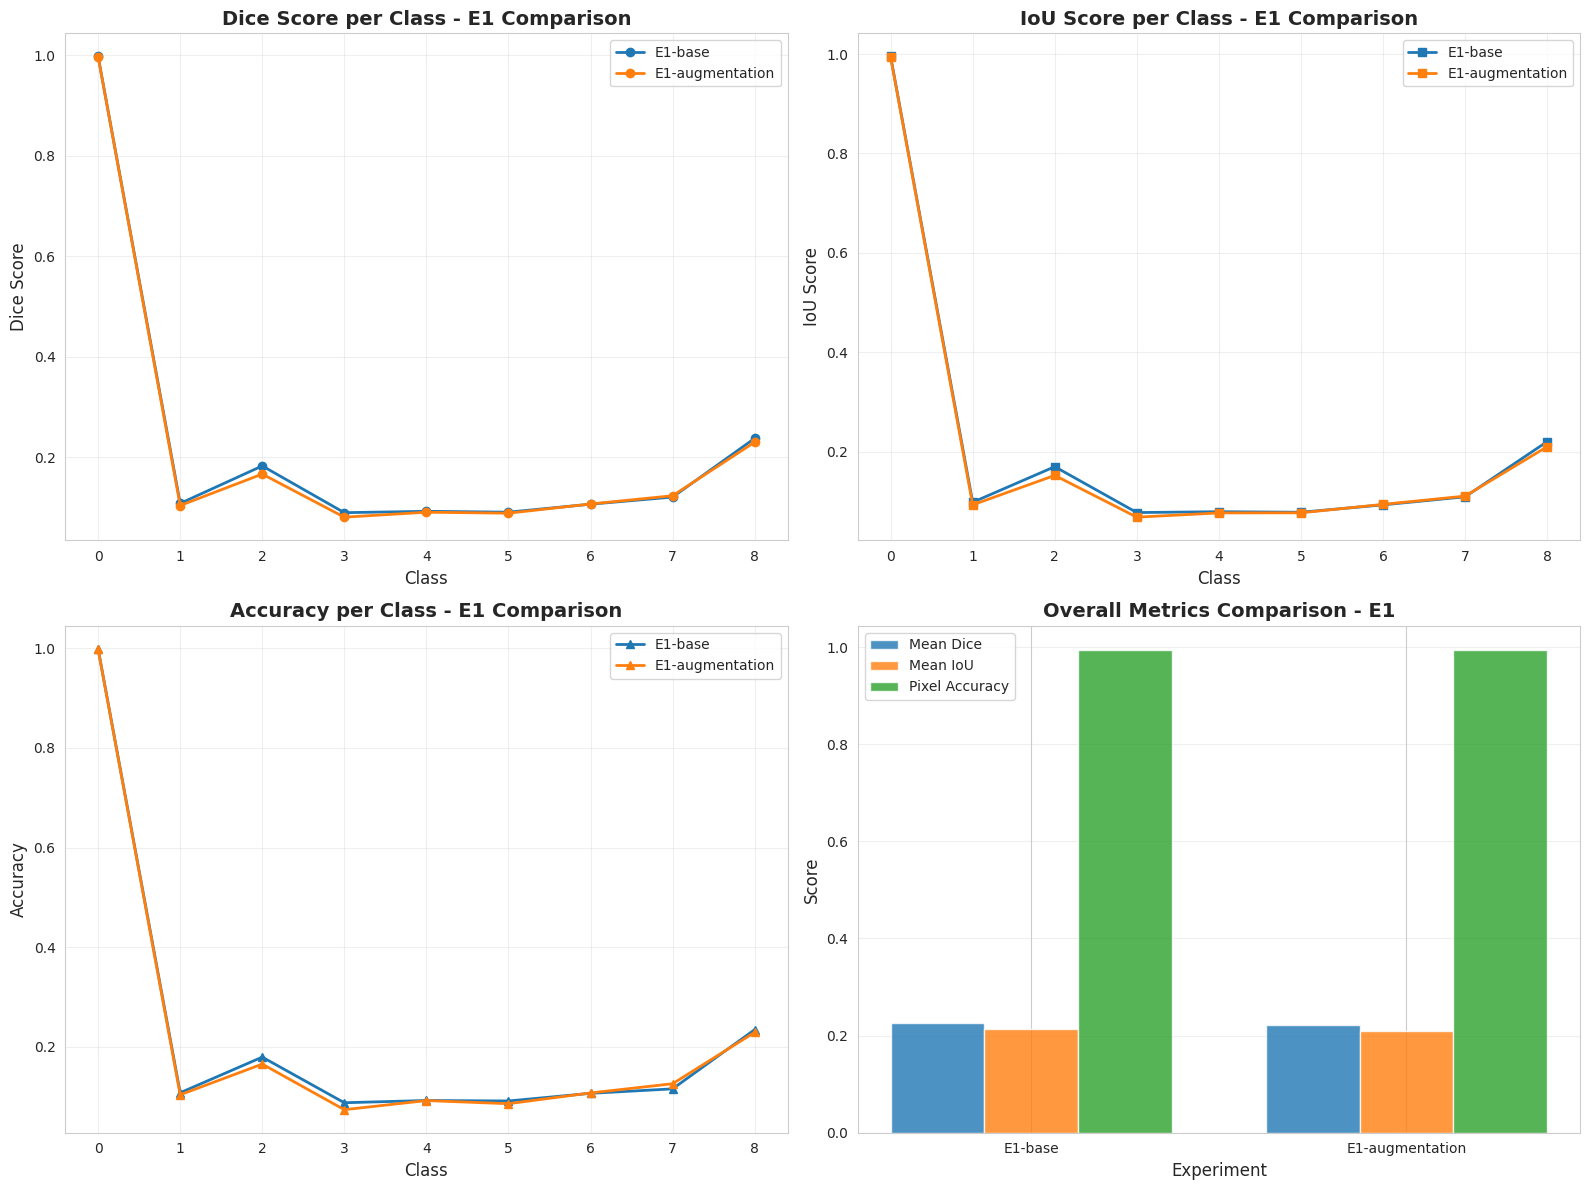 Dice Score per Class - E1 Comparison
E1-base
E1-augmentation
1.0
0.8
0.6
0.4
0.2
Dice Score
0 1 2 3 4 5 6 7 8
Class
IoU Score per Class - E1 Comparison
E1-base
E1-augmentation
1.0
0.8
0.6
0.4
0.2
IoU Score
0 1 2 3 4 5 6 7 8
Class
Accuracy per Class - E1 Comparison
E1-base
E1-augmentation
1.0
0.8
0.6
0.4
0.2
Accuracy
0 1 2 3 4 5 6 7 8
Class
Overall Metrics Comparison - E1
Mean Dice
Mean IoU
Pixel Accuracy
1.0
0.8
0.6
0.4
0.2
0.0
Score
E1-base E1-augmentation
Experiment